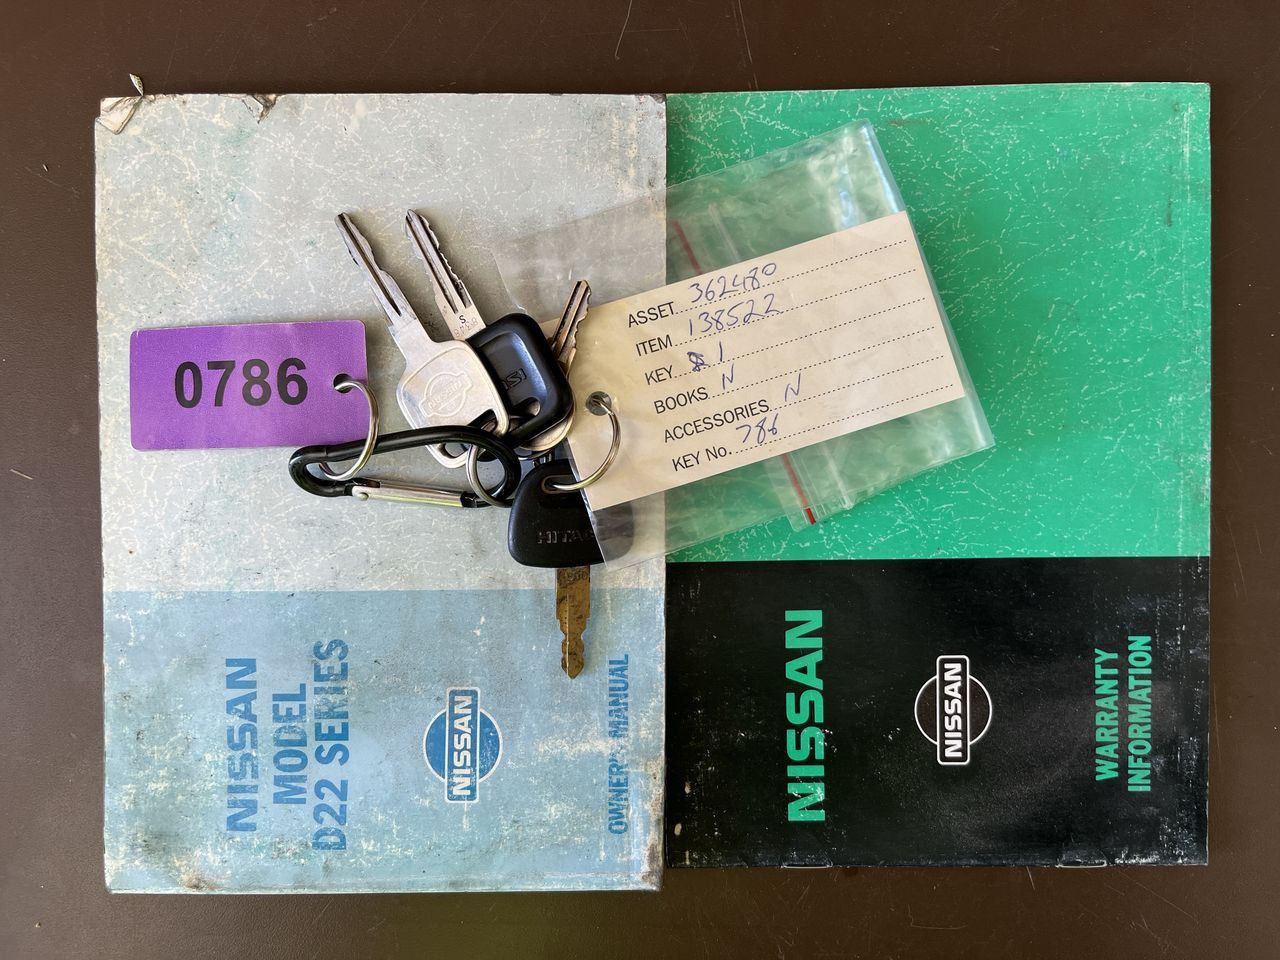 0786
ASSET 362480
ITEM 138522
KEY 1
BOOKS N
ACCESSORIES N
KEY No. 786
NISSAN
MODEL
D22 SERIES
NISSAN
OWNER'S MANUAL
NISSAN
NISSAN
WARRANTY
INFORMATION
NISSAN